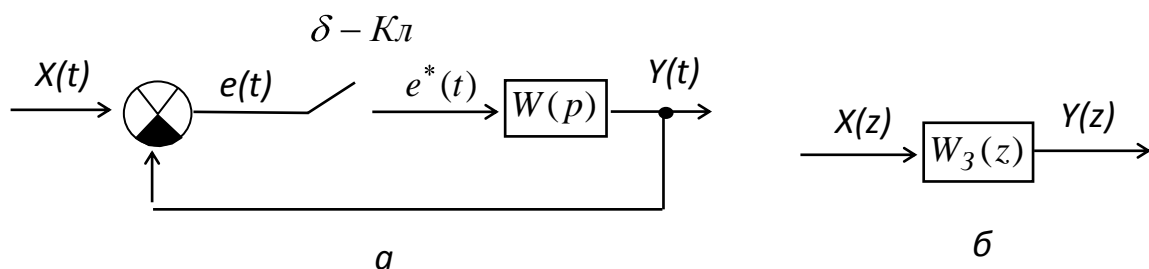 δ – Кл
X(t) e(t) e*(t) W(p) Y(t)
X(z) W_З(z) Y(z)
а б